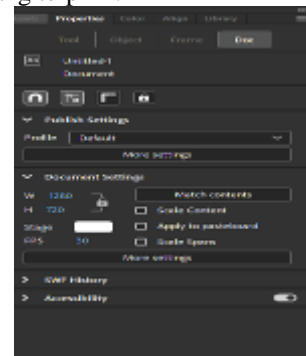 Assets Properties Color Align Library
Tool Object Frame Doc
Untitled-1
Document
Publish Settings
Profile Default
More settings
Document Settings
W 1280 Match contents
H 720 Scale Content
Stage Apply to pasteboard
FPS 30 Scale Spans
More settings
SWF History
Accessibility